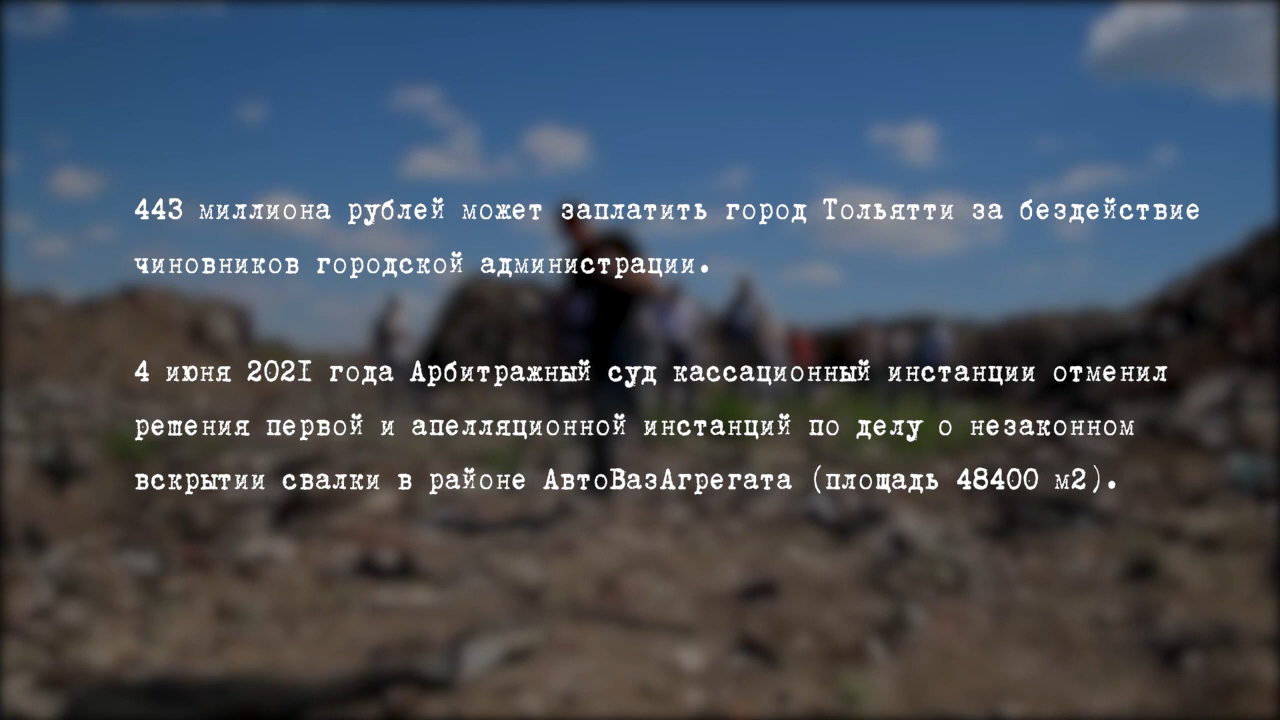 443 миллиона рублей может заплатить город Тольятти за бездействие
чиновников городской администрации.
4 июня 2021 года Арбитражный суд кассационный инстанции отменил
решения первой и апелляционной инстанций по делу о незаконном
вскрытии свалки в районе АвтоВазАгрегата (площадь 48400 м2).